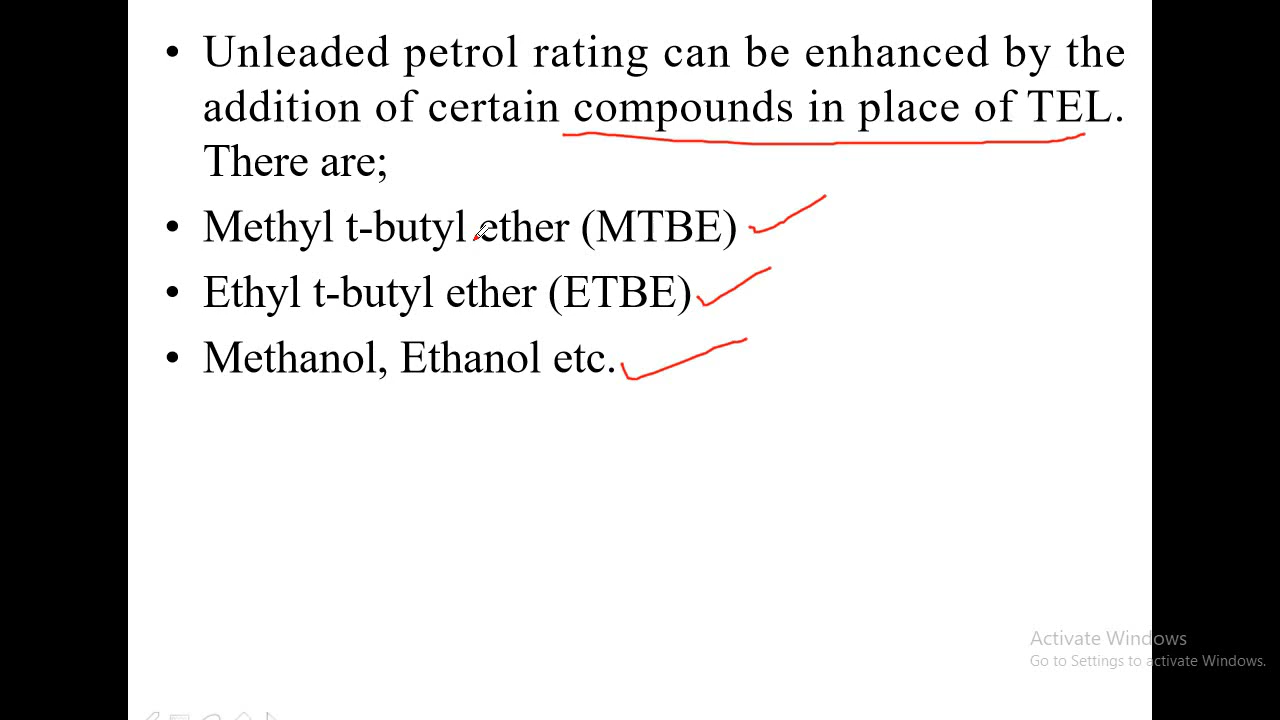 • Unleaded petrol rating can be enhanced by the
addition of certain compounds in place of TEL.
There are;
• Methyl t-butyl ether (MTBE)
• Ethyl t-butyl ether (ETBE)
• Methanol, Ethanol etc.
Activate Windows
Go to Settings to activate Windows.